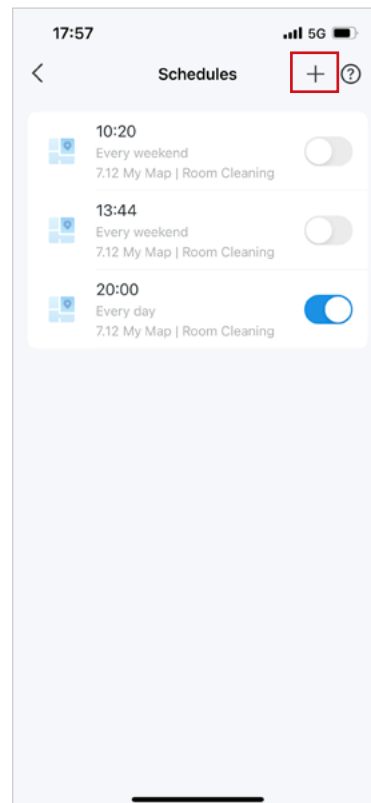 17:57
5G
Schedules
10:20
Every weekend
7.12 My Map | Room Cleaning
13:44
Every weekend
7.12 My Map | Room Cleaning
20:00
Every day
7.12 My Map | Room Cleaning